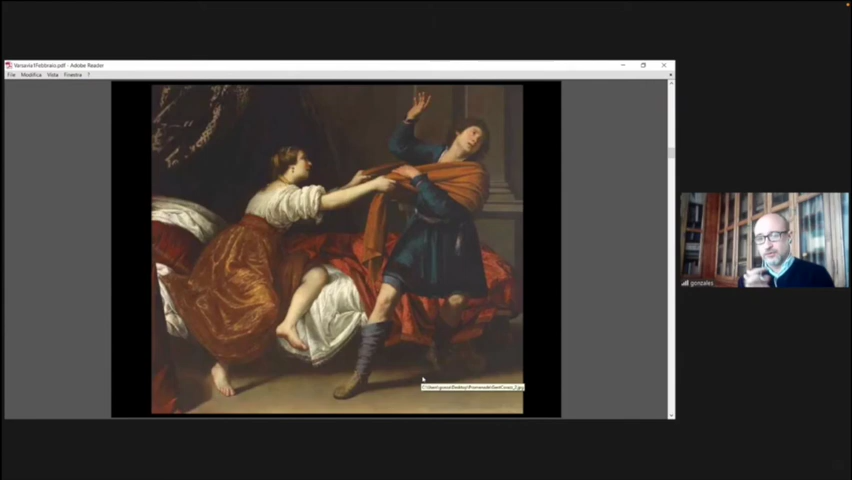 Varsavia1Febbraio.pdf - Adobe Reader
File Modifica Vista Finestra ?
gonzales